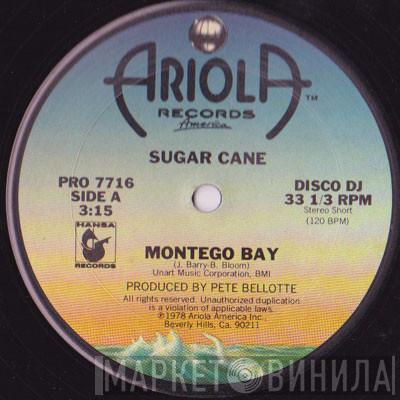 ARIOLA TM
RECORDS
America
SUGAR CANE
PRO 7716
SIDE A
3:15
DISCO DJ
33 1/3 RPM
Stereo Short
(120 BPM)
HANSA
RECORDS
MONTEGO BAY
(J. Barry-B. Bloom)
Unart Music Corporation, BMI
PRODUCED BY PETE BELLOTTE
All rights reserved. Unauthorized duplication
is a violation of applicable laws.
℗1978 Ariola America Inc.
Beverly Hills, Ca. 90211
МАРКЕТ ВИНИЛА